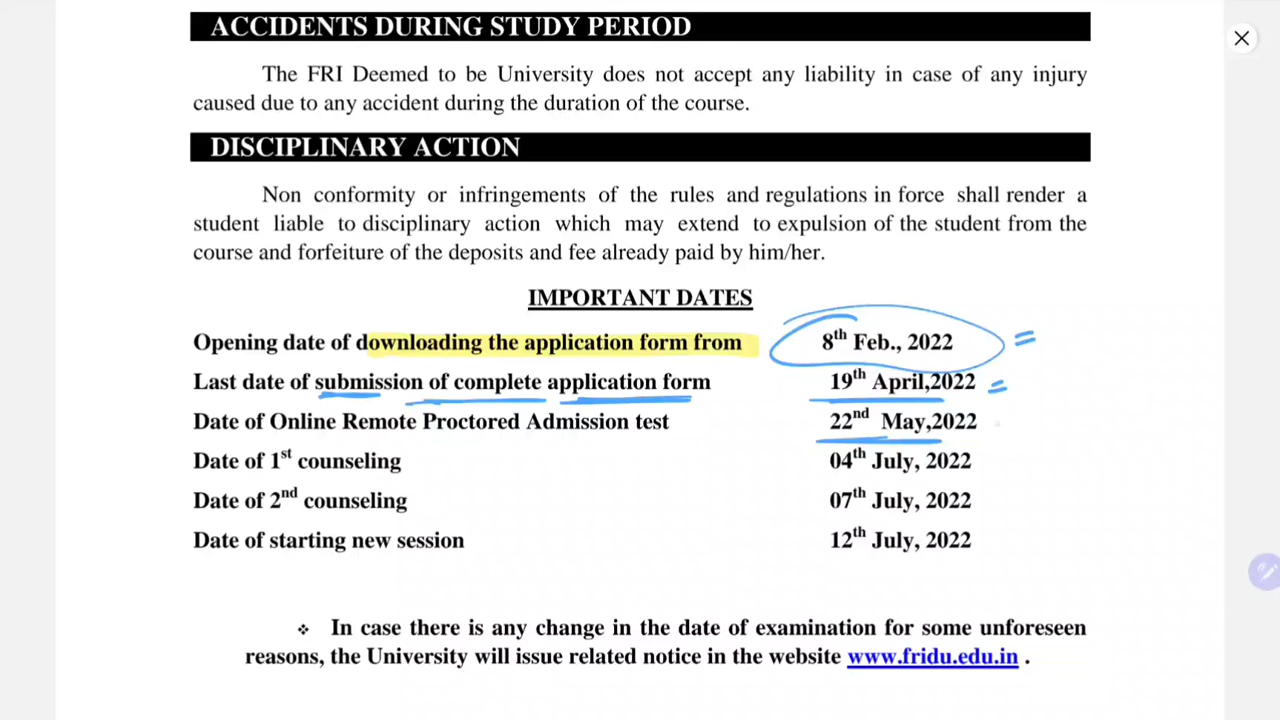 ACCIDENTS DURING STUDY PERIOD
The FRI Deemed to be University does not accept any liability in case of any injury
caused due to any accident during the duration of the course.
DISCIPLINARY ACTION
Non conformity or infringements of the rules and regulations in force shall render a
student liable to disciplinary action which may extend to expulsion of the student from the
course and forfeiture of the deposits and fee already paid by him/her.
IMPORTANT DATES
Opening date of downloading the application form from 8th Feb., 2022
Last date of submission of complete application form 19th April,2022
Date of Online Remote Proctored Admission test 22nd May,2022
Date of 1st counseling 04th July, 2022
Date of 2nd counseling 07th July, 2022
Date of starting new session 12th July, 2022
❖ In case there is any change in the date of examination for some unforeseen
reasons, the University will issue related notice in the website www.fridu.edu.in .